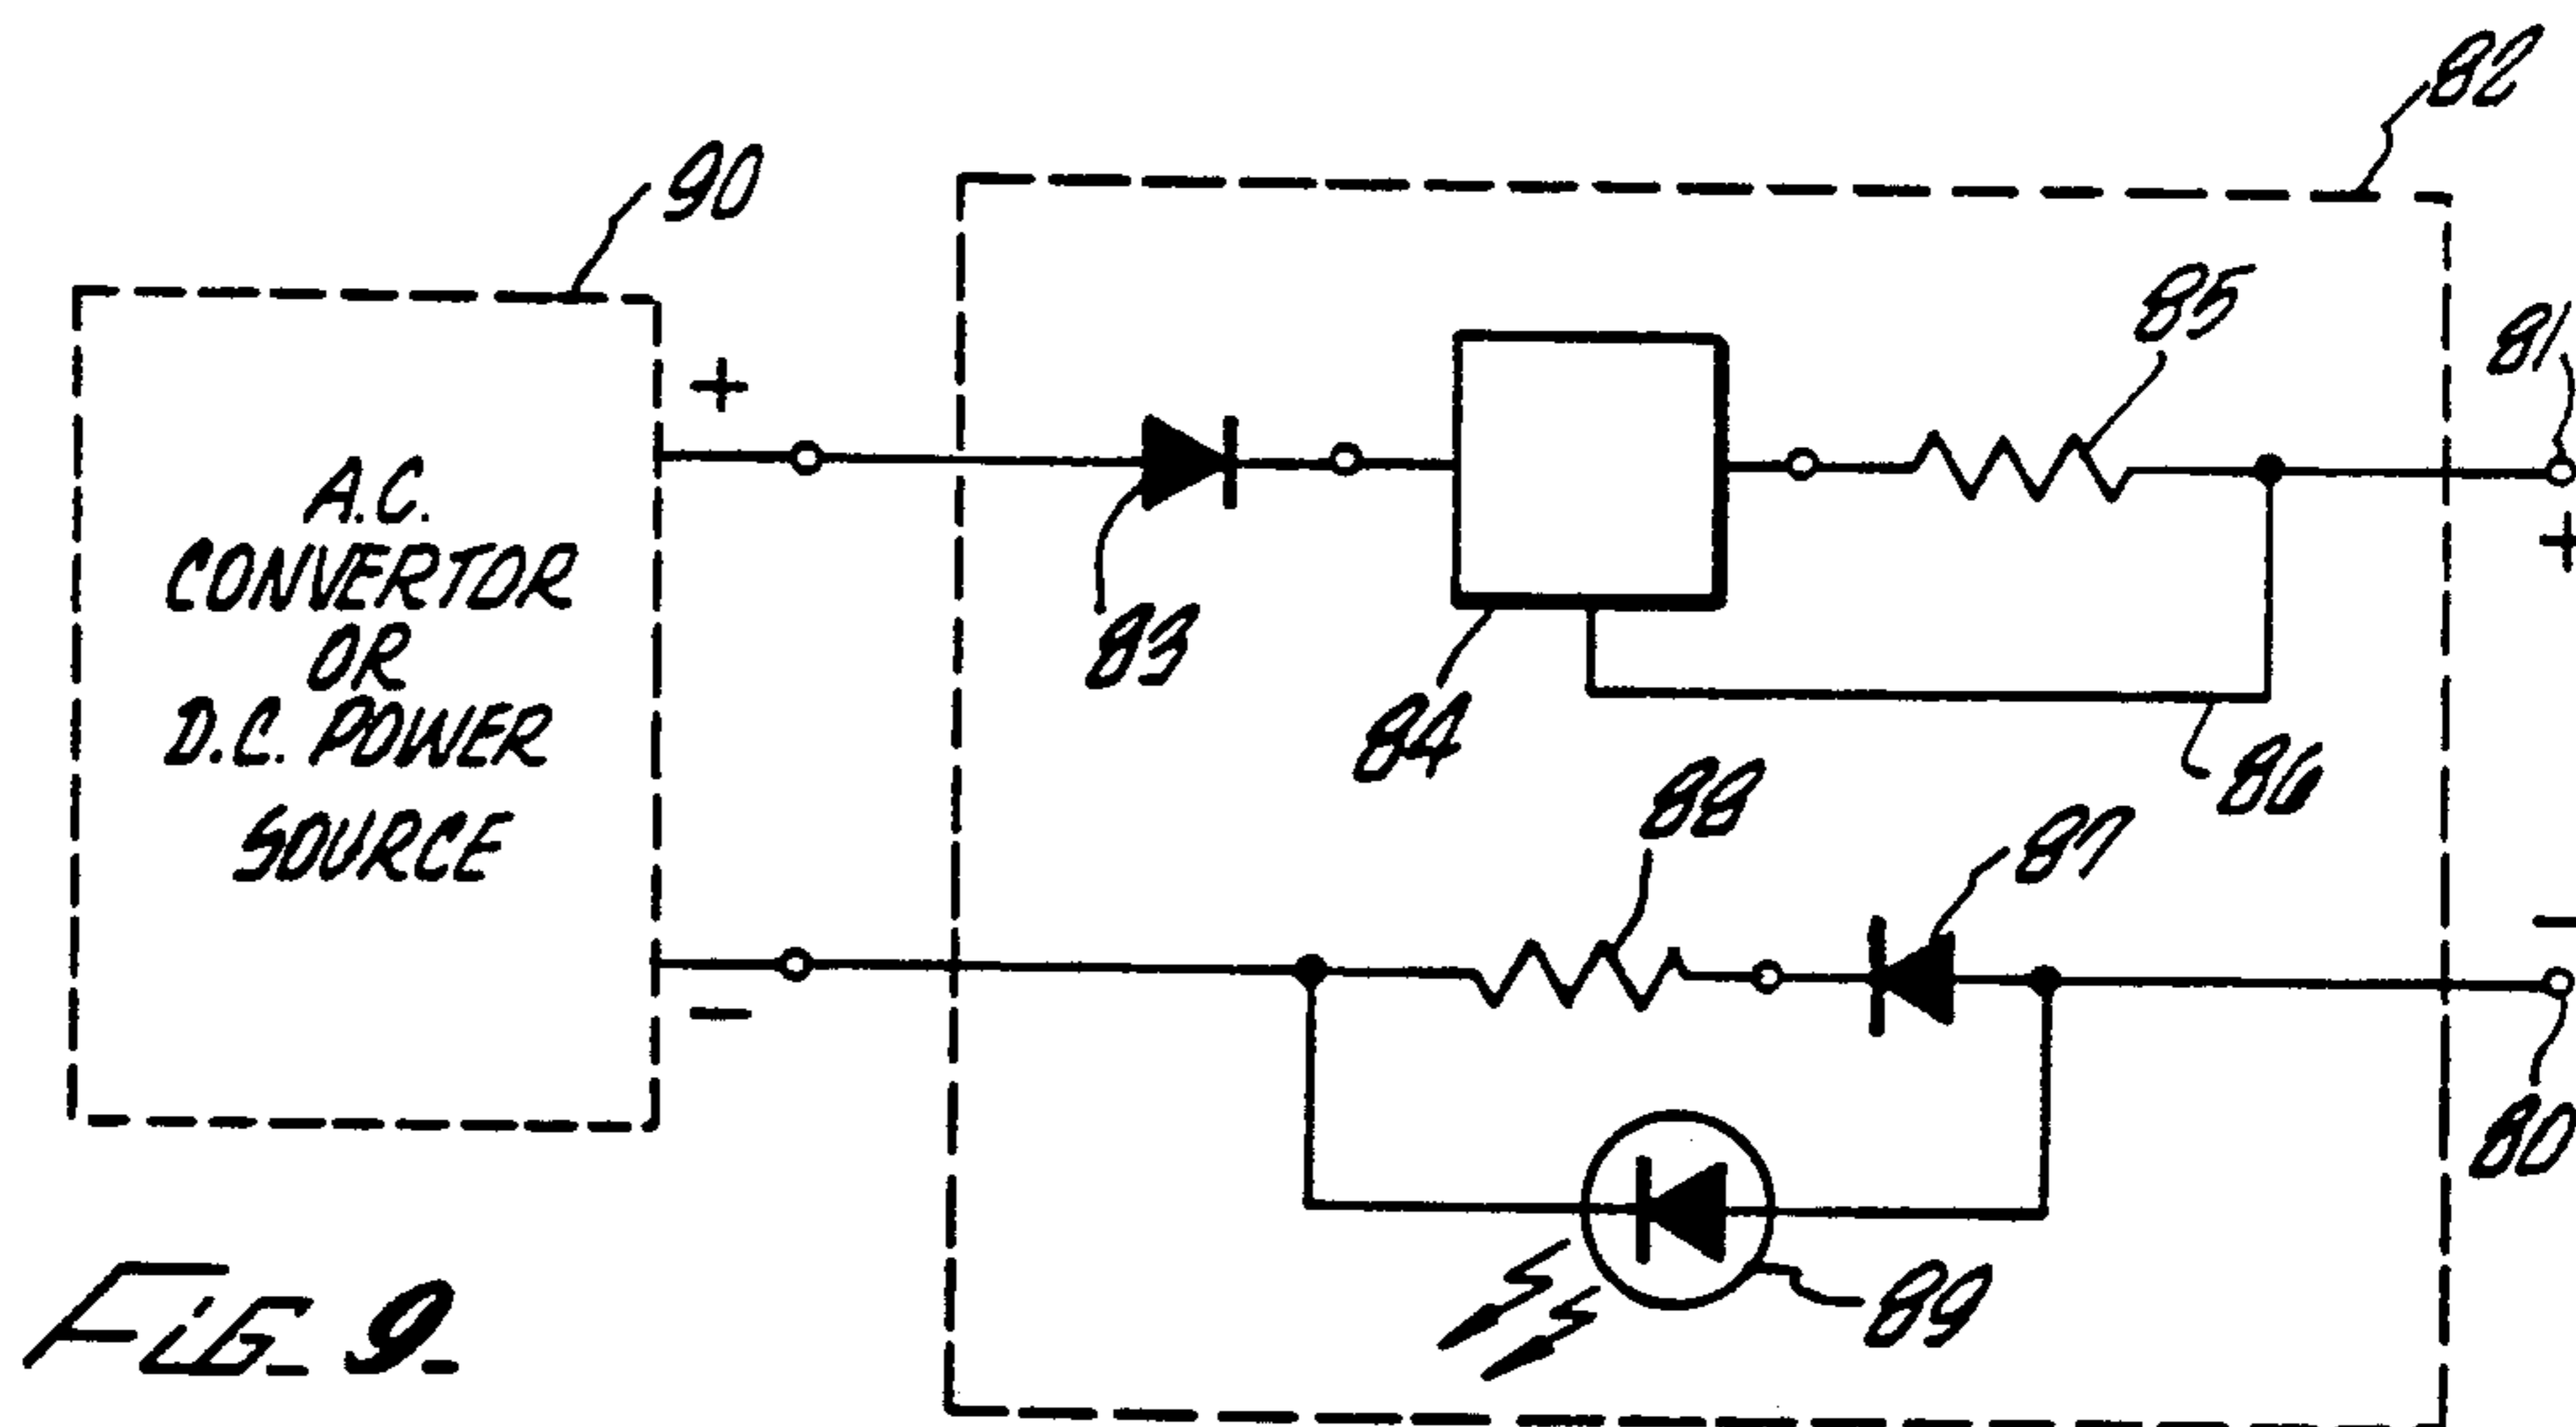 82
90
85
81
+
+
A.C.
CONVERTOR
OR
D.C. POWER
SOURCE
83
84
86
88
87
-
-
80
89
FIG. 9.